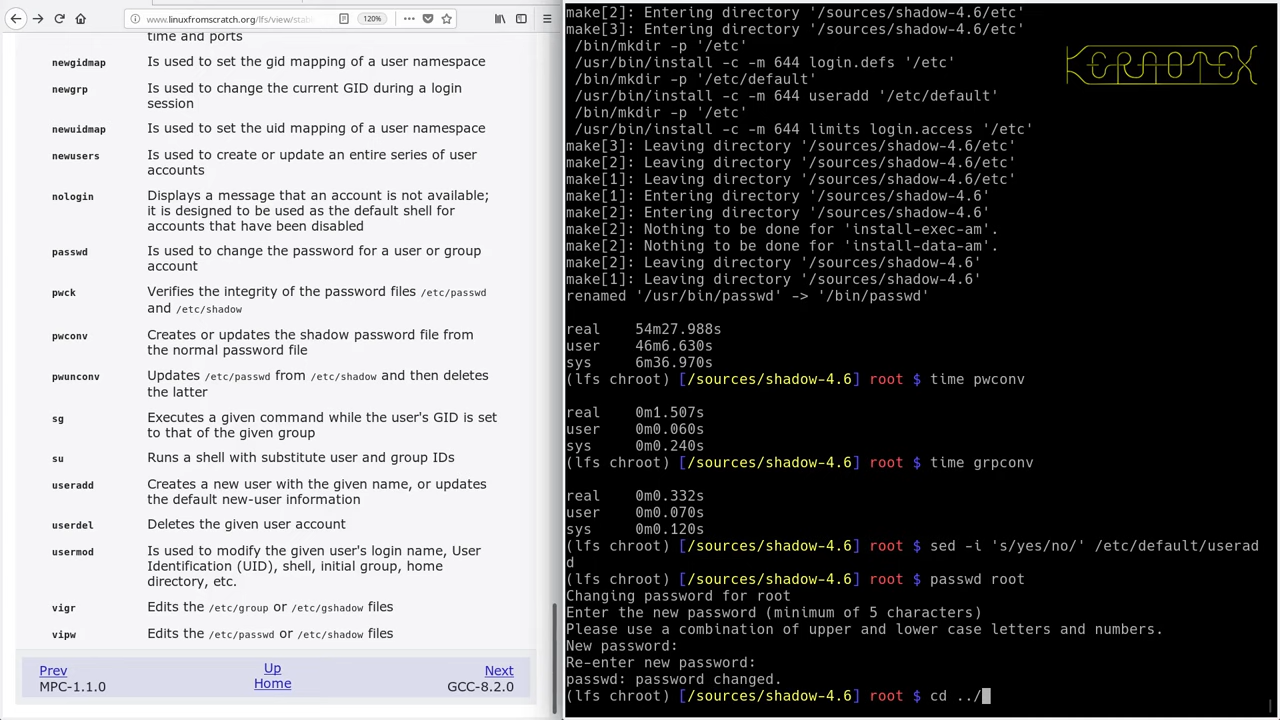 www.linuxfromscratch.org/lfs/view/stab
120%
time and ports
newgidmap Is used to set the gid mapping of a user namespace
newgrp Is used to change the current GID during a login
session
newuidmap Is used to set the uid mapping of a user namespace
newusers Is used to create or update an entire series of user
accounts
nologin Displays a message that an account is not available;
it is designed to be used as the default shell for
accounts that have been disabled
passwd Is used to change the password for a user or group
account
pwck Verifies the integrity of the password files /etc/passwd
and /etc/shadow
pwconv Creates or updates the shadow password file from
the normal password file
pwunconv Updates /etc/passwd from /etc/shadow and then deletes
the latter
sg Executes a given command while the user's GID is set
to that of the given group
su Runs a shell with substitute user and group IDs
useradd Creates a new user with the given name, or updates
the default new-user information
userdel Deletes the given user account
usermod Is used to modify the given user's login name, User
Identification (UID), shell, initial group, home
directory, etc.
vigr Edits the /etc/group or /etc/gshadow files
vipw Edits the /etc/passwd or /etc/shadow files
Prev Up Next
MPC-1.1.0 Home GCC-8.2.0
make[2]: Entering directory '/sources/shadow-4.6/etc'
make[3]: Entering directory '/sources/shadow-4.6/etc'
/bin/mkdir -p '/etc'
/usr/bin/install -c -m 644 login.defs '/etc'
/bin/mkdir -p '/etc/default'
/usr/bin/install -c -m 644 useradd '/etc/default'
/bin/mkdir -p '/etc'
/usr/bin/install -c -m 644 limits login.access '/etc'
make[3]: Leaving directory '/sources/shadow-4.6/etc'
make[2]: Leaving directory '/sources/shadow-4.6/etc'
make[1]: Leaving directory '/sources/shadow-4.6/etc'
make[1]: Entering directory '/sources/shadow-4.6'
make[2]: Entering directory '/sources/shadow-4.6'
make[2]: Nothing to be done for 'install-exec-am'.
make[2]: Nothing to be done for 'install-data-am'.
make[2]: Leaving directory '/sources/shadow-4.6'
make[1]: Leaving directory '/sources/shadow-4.6'
renamed '/usr/bin/passwd' -> '/bin/passwd'
real 54m27.988s
user 46m6.630s
sys 6m36.970s
(lfs chroot) [/sources/shadow-4.6] root $ time pwconv
real 0m1.507s
user 0m0.060s
sys 0m0.240s
(lfs chroot) [/sources/shadow-4.6] root $ time grpconv
real 0m0.332s
user 0m0.070s
sys 0m0.120s
(lfs chroot) [/sources/shadow-4.6] root $ sed -i 's/yes/no/' /etc/default/userad
d
(lfs chroot) [/sources/shadow-4.6] root $ passwd root
Changing password for root
Enter the new password (minimum of 5 characters)
Please use a combination of upper and lower case letters and numbers.
New password:
Re-enter new password:
passwd: password changed.
(lfs chroot) [/sources/shadow-4.6] root $ cd ../